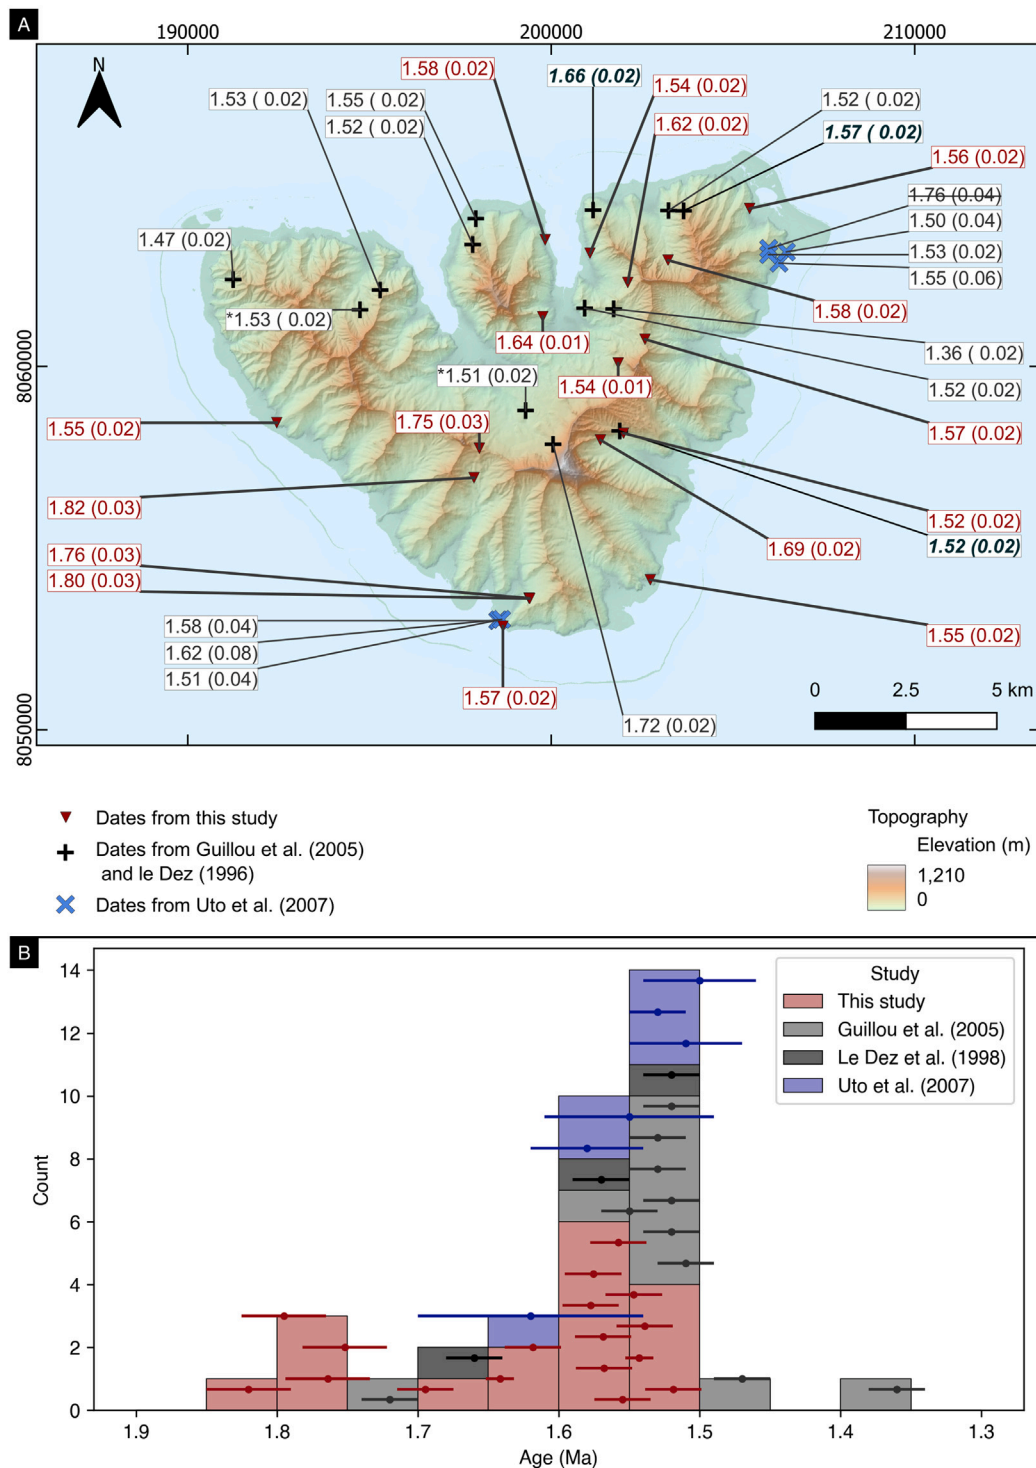 A
190000
200000
210000
N
1.58 (0.02)
1.66 (0.02)
1.54 (0.02)
1.53 ( 0.02)
1.55 ( 0.02)
1.52 ( 0.02)
1.52 ( 0.02)
1.62 (0.02)
1.57 ( 0.02)
1.56 (0.02)
1.76 (0.04)
1.50 (0.04)
1.53 (0.02)
1.55 (0.06)
1.47 (0.02)
*1.53 ( 0.02)
1.58 (0.02)
1.64 (0.01)
1.36 ( 0.02)
8060000
*1.51 (0.02)
1.54 (0.01)
1.52 (0.02)
1.55 (0.02)
1.75 (0.03)
1.57 (0.02)
1.82 (0.03)
1.52 (0.02)
1.69 (0.02)
1.52 (0.02)
1.76 (0.03)
1.80 (0.03)
1.58 (0.04)
1.62 (0.08)
1.51 (0.04)
1.55 (0.02)
1.57 (0.02)
1.72 (0.02)
0 2.5 5 km
8050000
Dates from this study
Dates from Guillou et al. (2005)
and le Dez (1996)
Dates from Uto et al. (2007)
Topography
Elevation (m)
1,210
0
B
14
12
10
8
6
4
2
0
Count
Study
This study
Guillou et al. (2005)
Le Dez et al. (1998)
Uto et al. (2007)
1.9 1.8 1.7 1.6 1.5 1.4 1.3
Age (Ma)